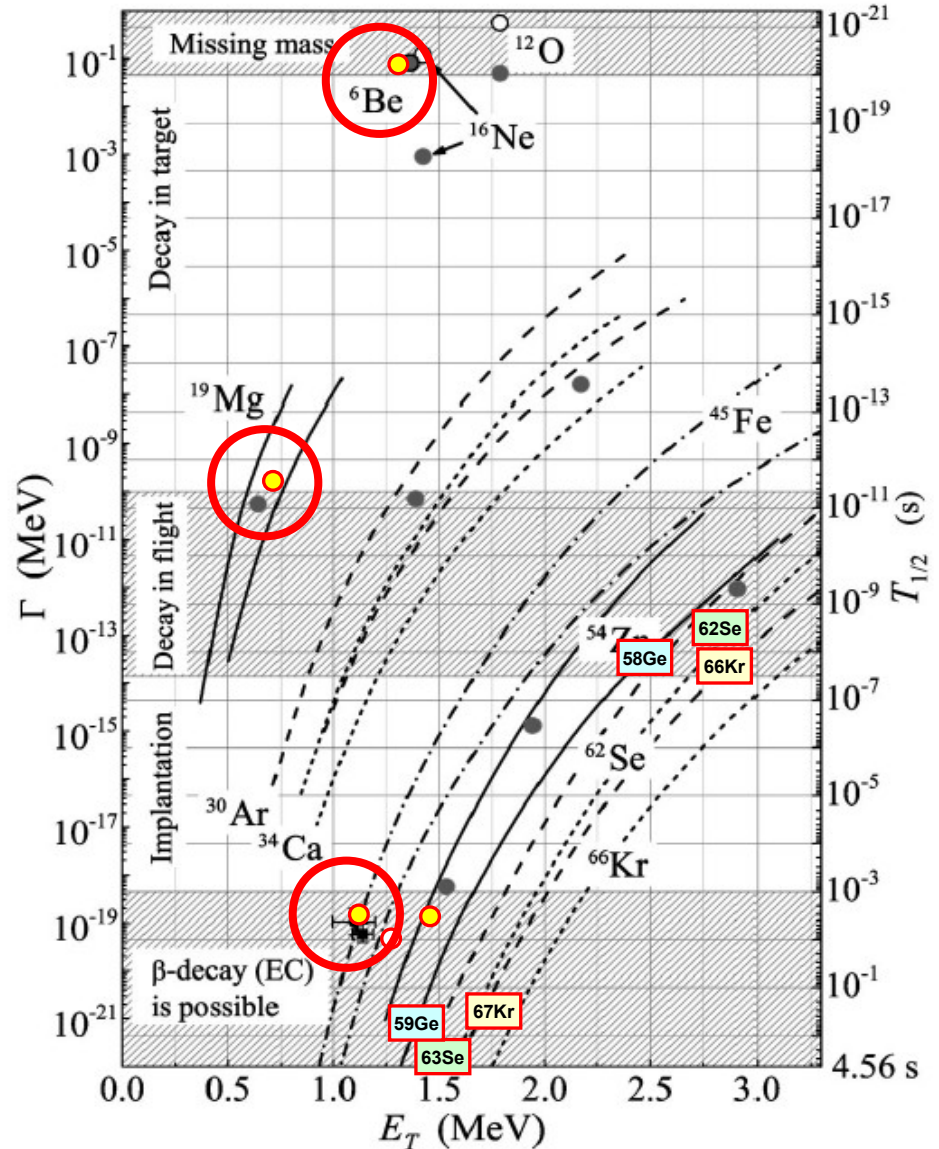 Missing mass
¹²O
⁶Be
¹⁶Ne
Decay in target
¹⁹Mg
⁴⁵Fe
Decay in flight
⁵⁴Zn
62Se
58Ge
66Kr
⁶²Se
Implantation
³⁰Ar
³⁴Ca
⁶⁶Kr
β-decay (EC)
is possible
67Kr
59Ge
63Se
Γ (MeV)
10⁻¹
10⁻³
10⁻⁵
10⁻⁷
10⁻⁹
10⁻¹¹
10⁻¹³
10⁻¹⁵
10⁻¹⁷
10⁻¹⁹
10⁻²¹
10⁻²¹
10⁻¹⁹
10⁻¹⁷
10⁻¹⁵
10⁻¹³
10⁻¹¹
10⁻⁹
10⁻⁷
10⁻⁵
10⁻³
10⁻¹
4.56 s
T₁/₂ (s)
0.0 0.5 1.0 1.5 2.0 2.5 3.0
E_T (MeV)